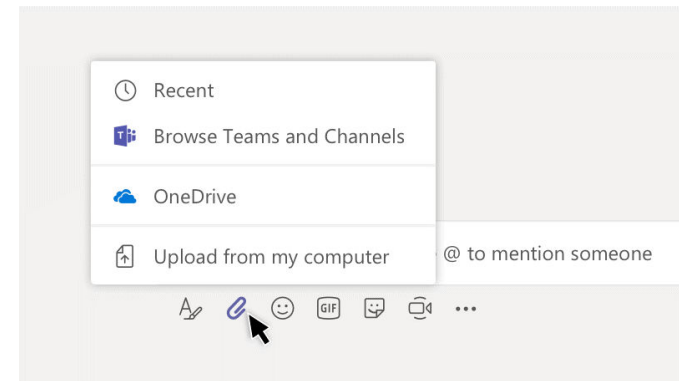 Recent
Browse Teams and Channels
OneDrive
Upload from my computer
@ to mention someone
GIF